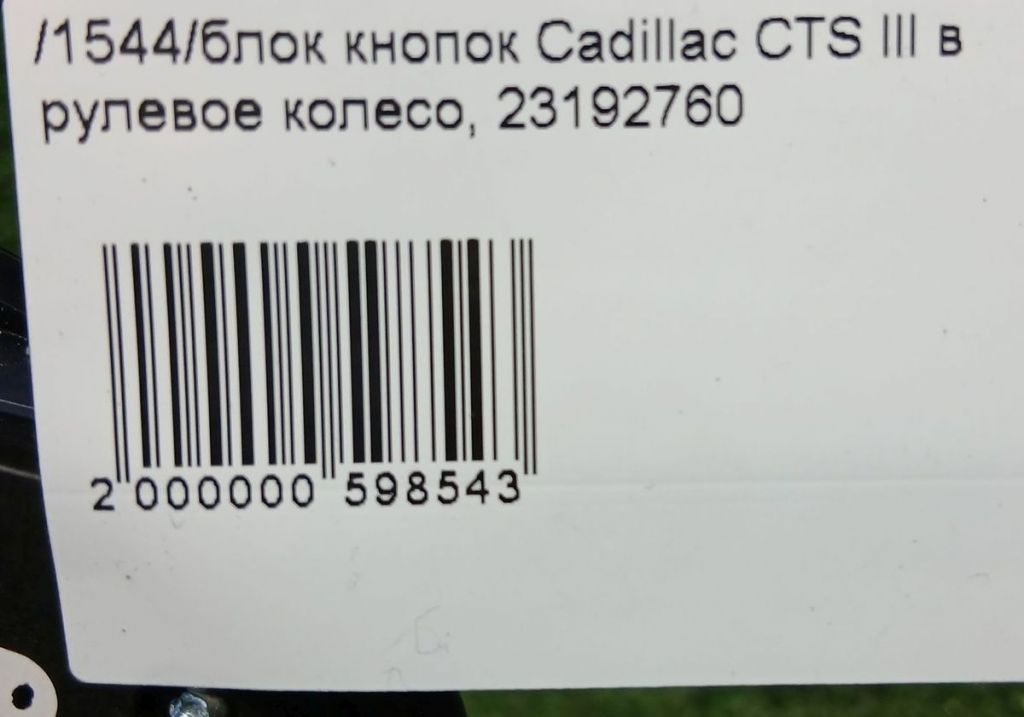 /1544/блок кнопок Cadillac CTS III в
рулевое колесо, 23192760
2 000000 598543